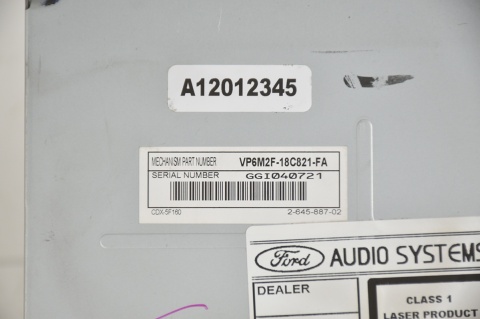 A12012345
MECHANISM PART NUMBER VP6M2F-18C821-FA
SERIAL NUMBER GGI040721
CDX-5F160 2-645-887-02
Ford AUDIO SYSTEMS
DEALER
CLASS 1
LASER PRODUCT